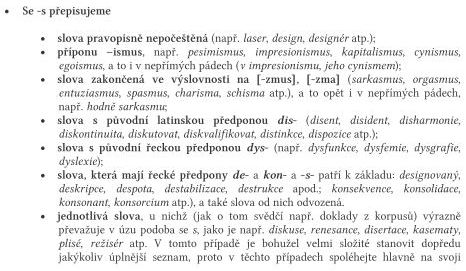 • Se -s přepisujeme
• slova pravopisně nepočeštěná (např. laser, design, designér atp.);
• příponu –ismus, např. pesimismus, impresionismus, kapitalismus, cynismus,
egoismus, a to i v nepřímých pádech (v impresionismu, jeho cynismem);
• slova zakončená ve výslovnosti na [-zmus], [-zma] (sarkasmus, orgasmus,
entuziasmus, spasmus, charisma, schisma atp.), a to opět i v nepřímých pádech,
např. hodně sarkasmu;
• slova s původní latinskou předponou dis- (disent, disident, disharmonie,
diskontinuita, diskutovat, diskvalifikovat, distinkce, dispozice atp.);
• slova s původní řeckou předponou dys- (např. dysfunkce, dysfemie, dysgrafie,
dyslexie);
• slova, která mají řecké předpony de- a kon- a -s- patří k základu: designovaný,
deskripce, despota, destabilizace, destrukce apod.; konsekvence, konsolidace,
konsonant, konsorcium atp.), a také slova od nich odvozená.
• jednotlivá slova, u nichž (jak o tom svědčí např. doklady z korpusů) výrazně
převažuje v úzu podoba se s, jako je např. diskuse, renesance, disertace, kasematy,
plisé, režisér atp. V tomto případě je bohužel velmi složité stanovit dopředu
jakýkoliv úplnější seznam, proto v těchto případech spoléhejte hlavně na svoji